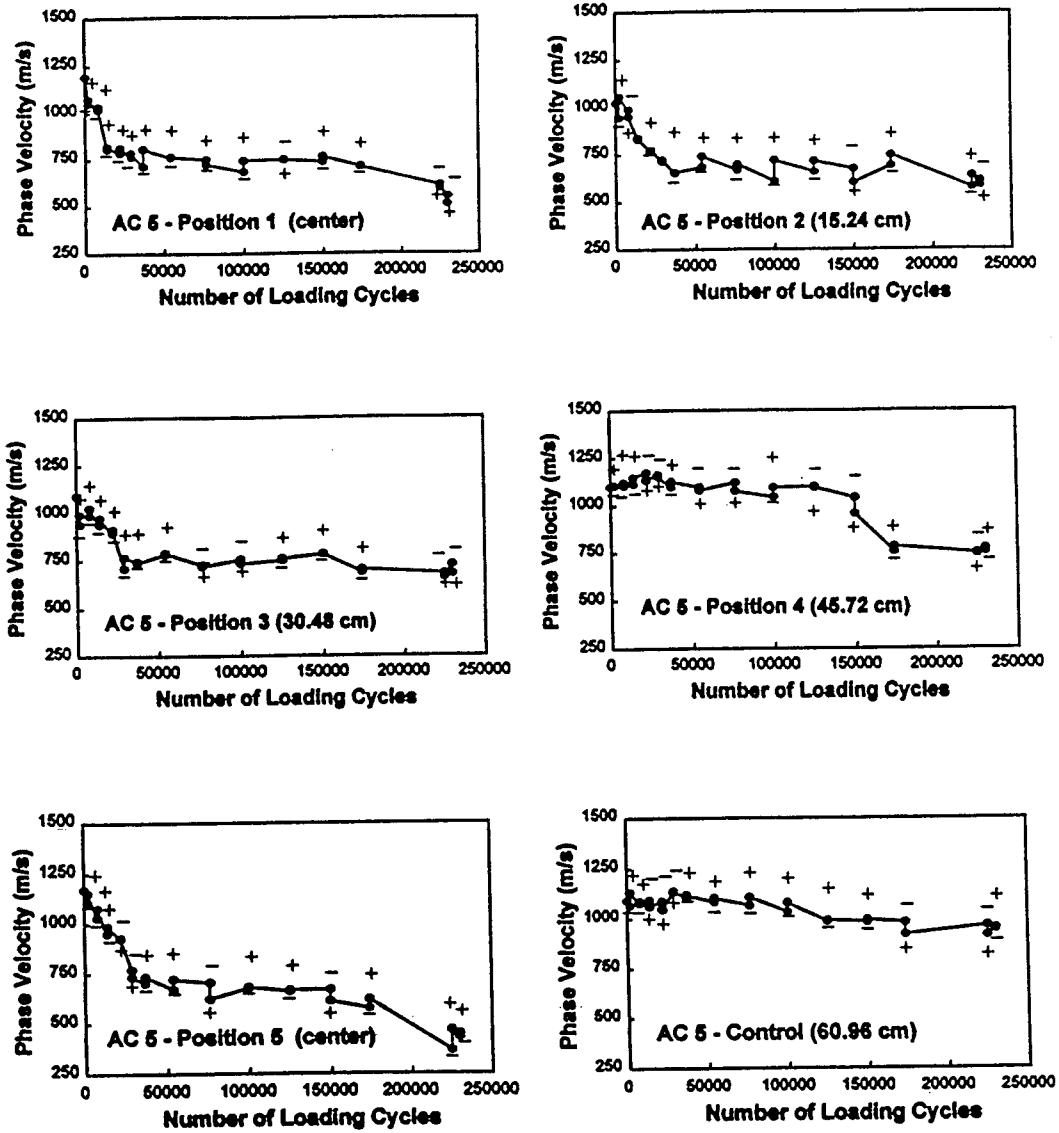 1500
1250
1000
750
500
250
Phase Velocity (m/s)
AC 5 - Position 1 (center)
0 50000 100000 150000 200000 250000
Number of Loading Cycles
1500
1250
1000
750
500
250
Phase Velocity (m/s)
AC 5 - Position 2 (15.24 cm)
0 50000 100000 150000 200000 250000
Number of Loading Cycles
1500
1250
1000
750
500
250
Phase Velocity (m/s)
AC 5 - Position 3 (30.48 cm)
0 50000 100000 150000 200000 250000
Number of Loading Cycles
1500
1250
1000
750
500
250
Phase Velocity (m/s)
AC 5 - Position 4 (45.72 cm)
0 50000 100000 150000 200000 250000
Number of Loading Cycles
1500
1250
1000
750
500
250
Phase Velocity (m/s)
AC 5 - Position 5 (center)
0 50000 100000 150000 200000 250000
Number of Loading Cycles
1500
1250
1000
750
500
250
Phase Velocity (m/s)
AC 5 - Control (60.96 cm)
0 50000 100000 150000 200000 250000
Number of Loading Cycles